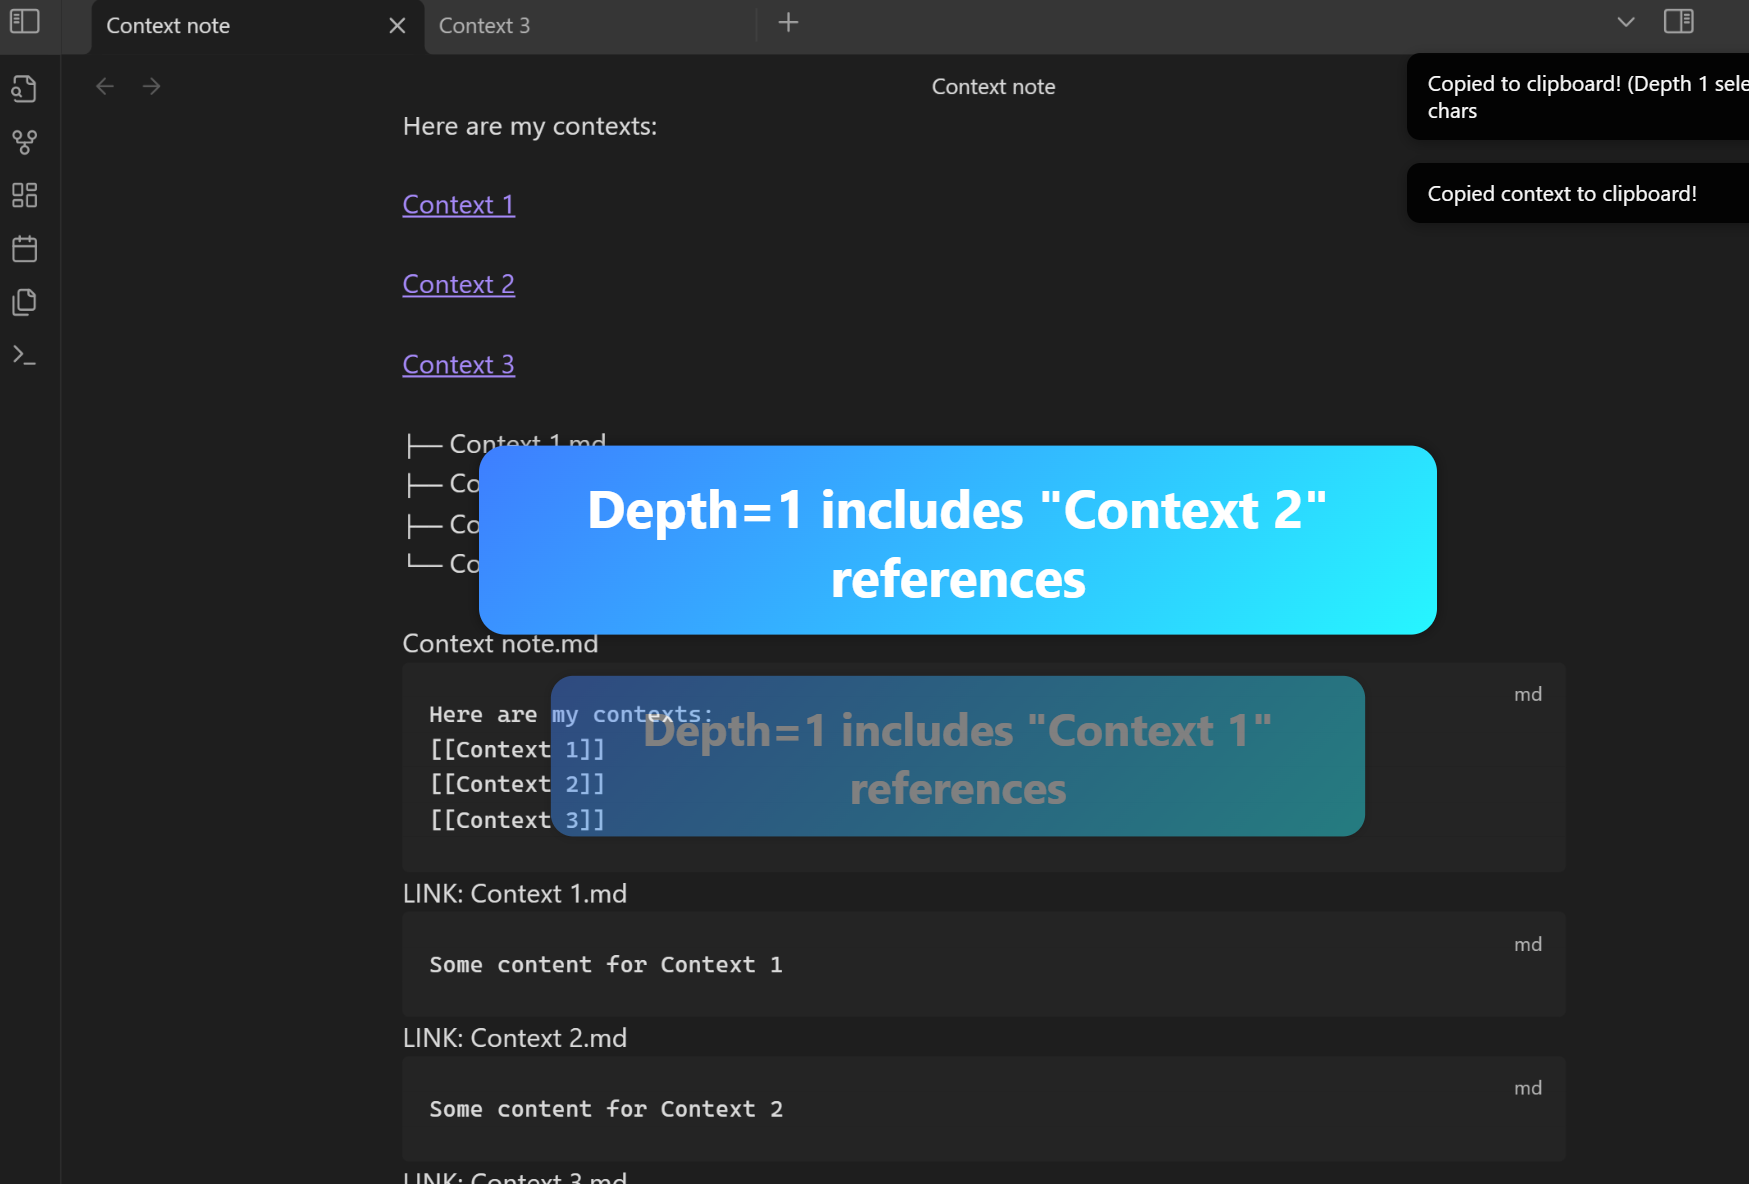 Context note
Context 3
Context note
Copied to clipboard! (Depth 1 sele
chars
Copied context to clipboard!
Here are my contexts:
Context 1
Context 2
Context 3
├── Context 1.md
├── Co
├── Co
└── Co
Depth=1 includes "Context 2"
references
Context note.md
md
Here are my contexts:
[[Context 1]]
[[Context 2]]
[[Context 3]]
Depth=1 includes "Context 1"
references
LINK: Context 1.md
md
Some content for Context 1
LINK: Context 2.md
md
Some content for Context 2
LINK: Context 3.md